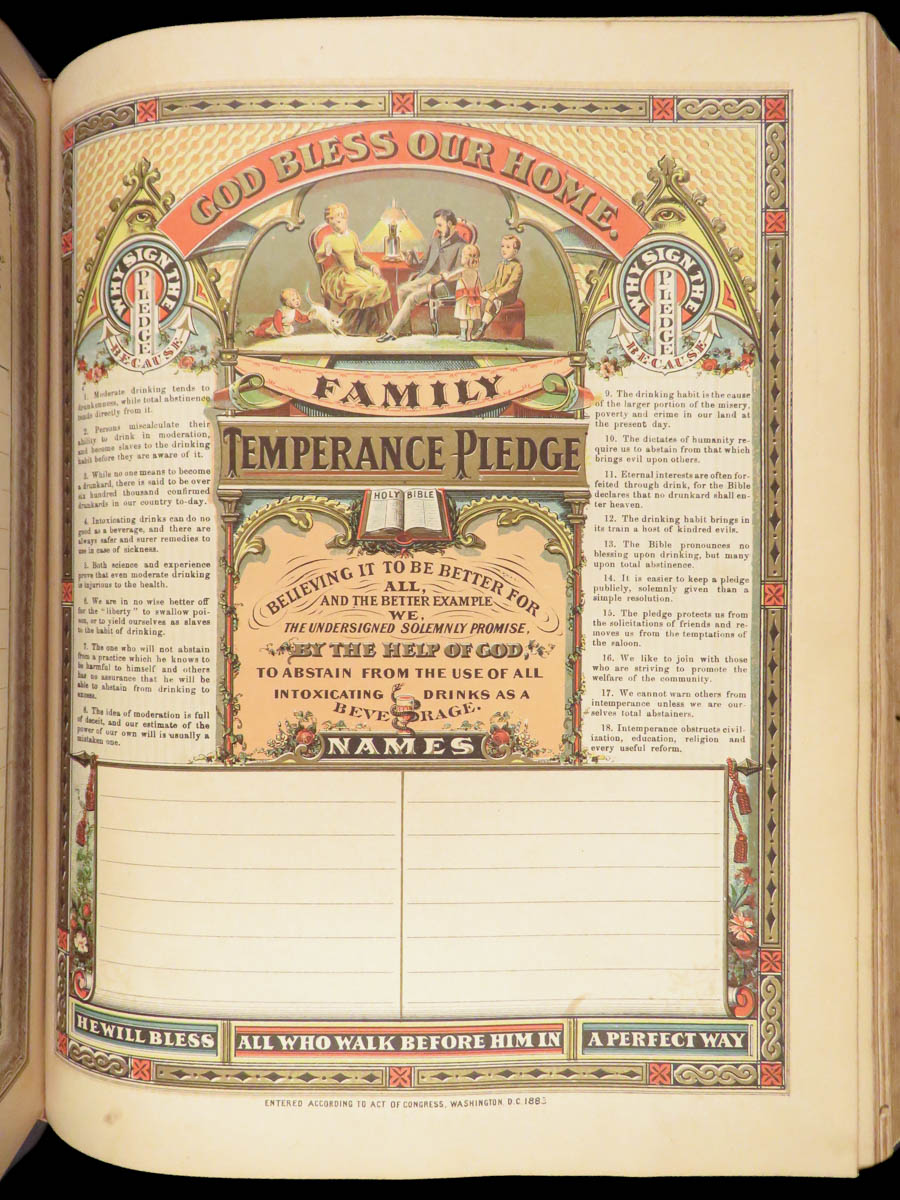 GOD BLESS OUR HOME.
WHY SIGN THE
PLEDGE
BECAUSE
WHY SIGN THE
PLEDGE
BECAUSE
FAMILY
TEMPERANCE PLEDGE
HOLY BIBLE
1. Moderate drinking tends to
drunkenness, while total abstinence
tends directly from it.
2. Persons miscalculate their
ability to drink in moderation,
and become slaves to the drinking
habit before they are aware of it.
3. While no one means to become
a drunkard, there is said to be over
six hundred thousand confirmed
drunkards in our country to-day.
4. Intoxicating drinks can do no
good as a beverage, and there are
always safer and surer remedies to
use in case of sickness.
5. Both science and experience
prove that even moderate drinking
is injurious to the health.
6. We are in no wise better off
for the "liberty" to swallow poi-
son, or to yield ourselves as slaves
to the habit of drinking.
7. The one who will not abstain
from a practice which he knows to
be harmful to himself and others
has no assurance that he will be
able to abstain from drinking to
excess.
8. The idea of moderation is full
of deceit, and our estimate of the
power of our own will is usually a
mistaken one.
BELIEVING IT TO BE BETTER FOR
ALL,
AND THE BETTER EXAMPLE
WE,
THE UNDERSIGNED SOLEMNLY PROMISE,
BY THE HELP OF GOD,
TO ABSTAIN FROM THE USE OF ALL
INTOXICATING DRINKS AS A
BEVERAGE.
NAMES
9. The drinking habit is the cause
of the larger portion of the misery,
poverty and crime in our land at
the present day.
10. The dictates of humanity re-
quire us to abstain from that which
brings evil upon others.
11. Eternal interests are often for-
feited through drink, for the Bible
declares that no drunkard shall en-
ter heaven.
12. The drinking habit brings in
its train a host of kindred evils.
13. The Bible pronounces no
blessing upon drinking, but many
upon total abstinence.
14. It is easier to keep a pledge
publicly, solemnly given than a
simple resolution.
15. The pledge protects us from
the solicitations of friends and re-
moves us from the temptations of
the saloon.
16. We like to join with those
who are striving to promote the
welfare of the community.
17. We cannot warn others from
intemperance unless we are our-
selves total abstainers.
18. Intemperance obstructs civil-
ization, education, religion and
every useful reform.
HE WILL BLESS ALL WHO WALK BEFORE HIM IN A PERFECT WAY
ENTERED ACCORDING TO ACT OF CONGRESS, WASHINGTON, D.C. 1883